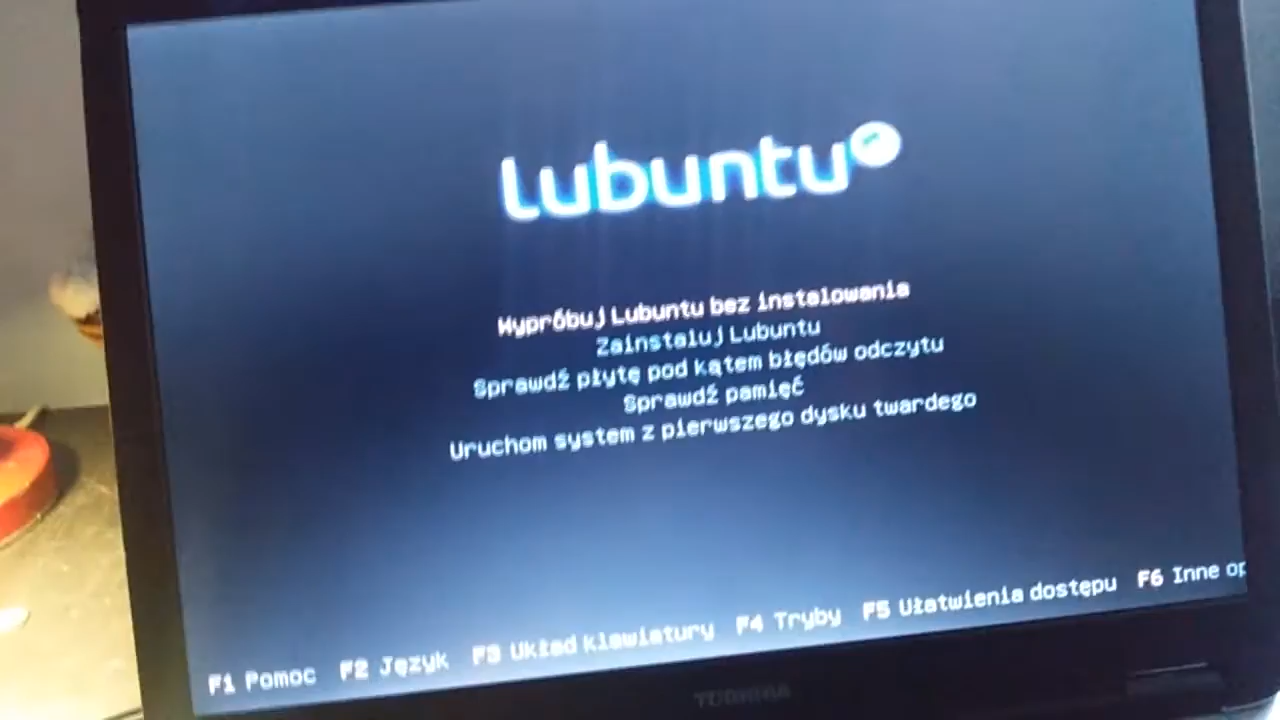 lubuntu
Wypróbuj Lubuntu bez instalowania
Zainstaluj Lubuntu
Sprawdź płytę pod kątem błędów odczytu
Sprawdź pamięć
Uruchom system z pierwszego dysku twardego
F1 Pomoc F2 Język F3 Układ klawiatury F4 Tryby F5 Ułatwienia dostępu F6 Inne op
TOSHIBA